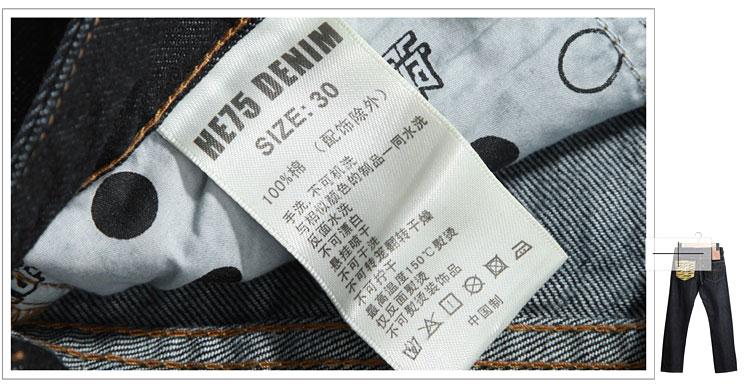 ME75 DENIM
SIZE: 30
100%棉 (配饰除外)
手洗,不可机洗
与相似颜色的制品一同水洗
反面水洗
不可漂白
悬挂晾干
不可干洗
不可转笼翻转干燥
不可拧干
最高温度150℃熨烫
仅反面熨烫
不可熨烫装饰品
中国制